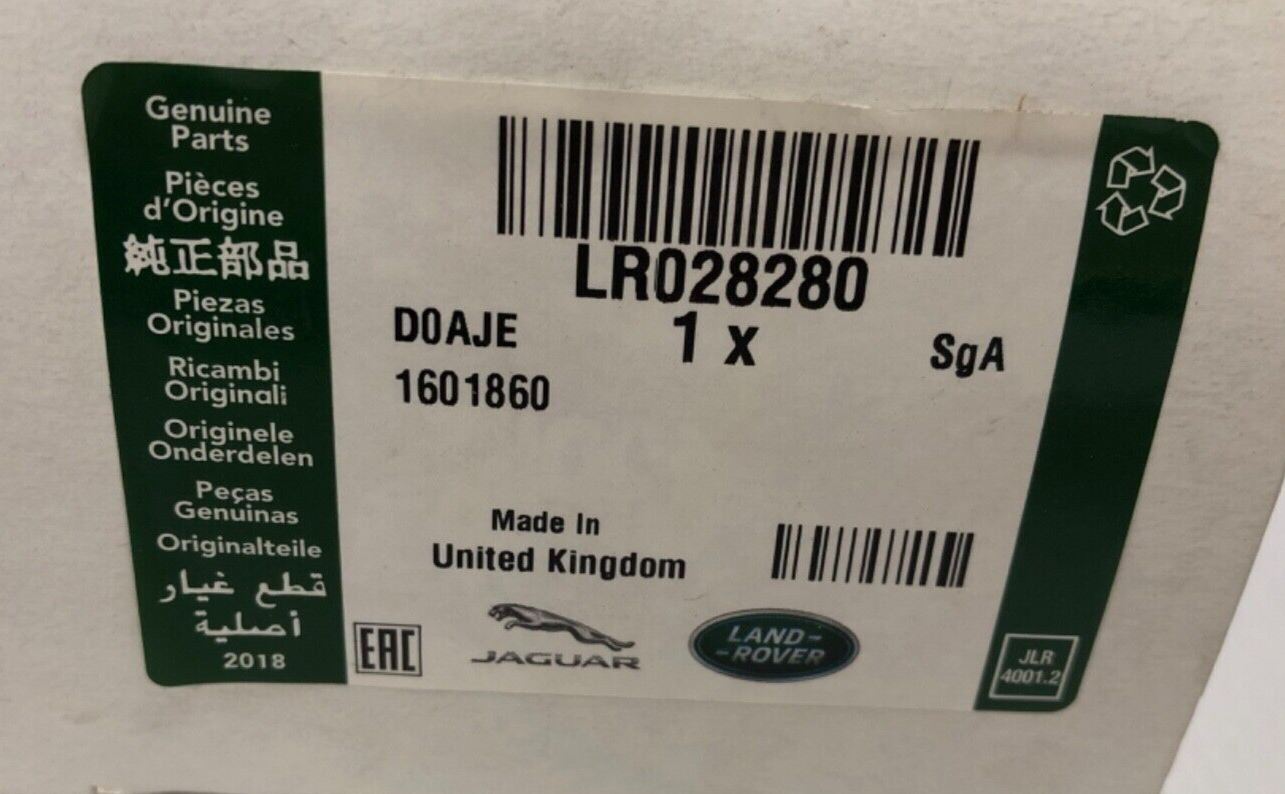 Genuine
Parts
Pièces
d'Origine
純正部品
Piezas
Originales
Ricambi
Originali
Originele
Onderdelen
Peças
Genuinas
Originalteile
قطع غيار
أصلية
2018
LR028280
D0AJE
1 x
SgA
1601860
Made In
United Kingdom
EAC
JAGUAR
LAND-
-ROVER
JLR
4001.2